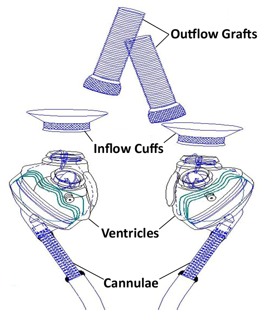 Outflow Grafts
Inflow Cuffs
Ventricles
Cannulae